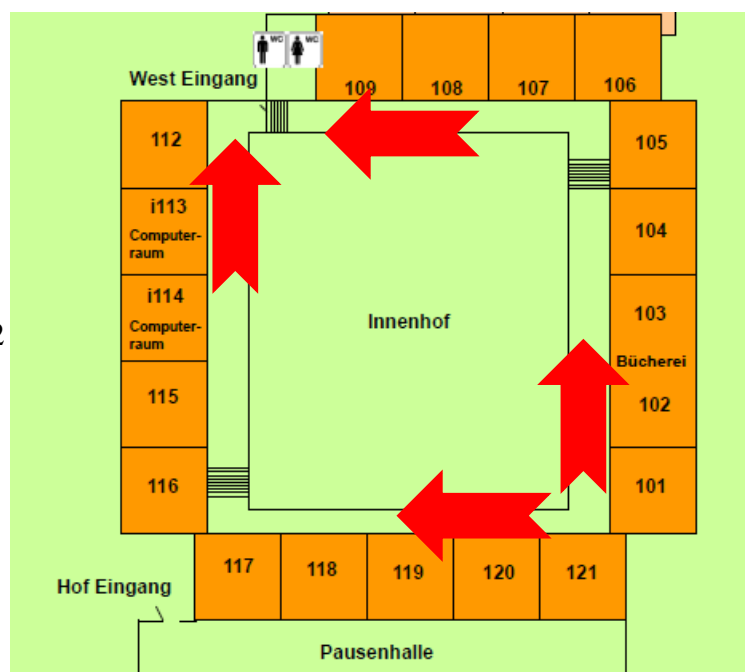 WC WC
109 108 107 106
West Eingang
112
105
i113
Computer-
raum
104
i114
Computer-
raum
Innenhof
103
Bücherei
2
115
102
116
101
117 118 119 120 121
Hof Eingang
Pausenhalle